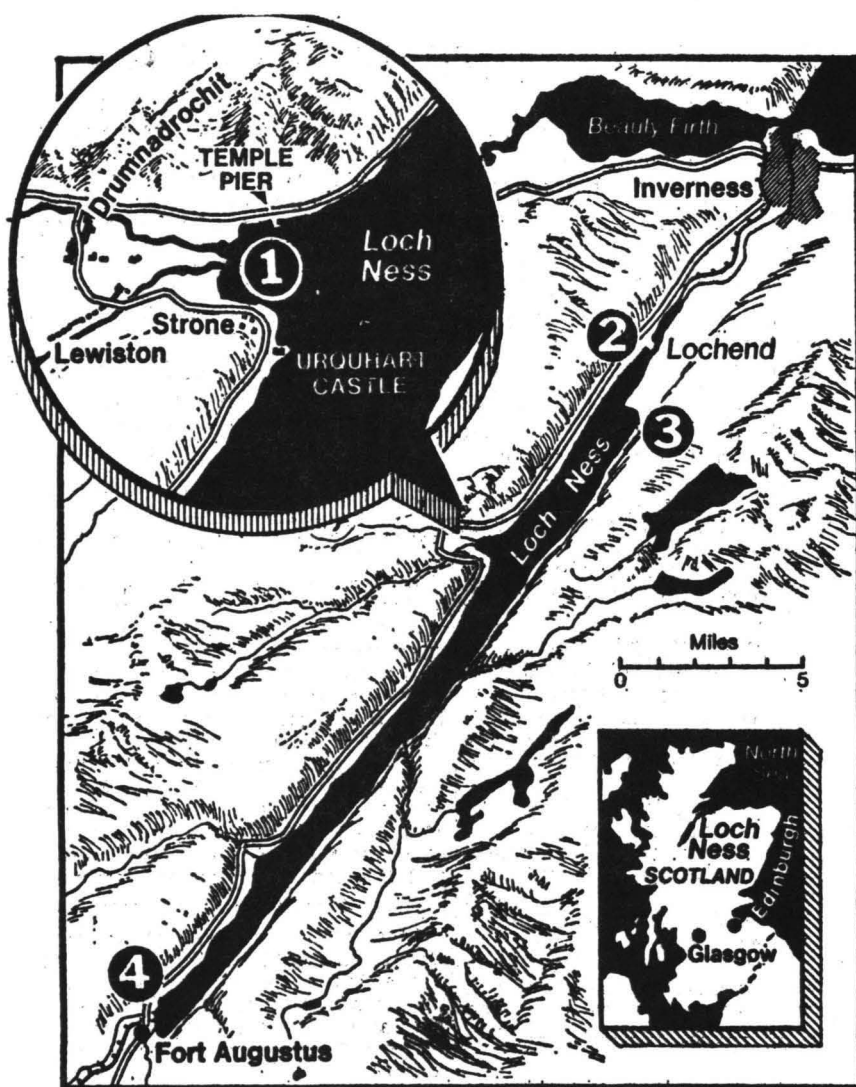 Drumnadrochit
TEMPLE
PIER
1
Loch
Ness
Strone
Lewiston
URQUHART
CASTLE
Beauly Firth
Inverness
2
Lochend
3
Loch Ness
Miles
0 5
North
Sea
Loch
Ness
SCOTLAND
Edinburgh
Glasgow
4
Fort Augustus